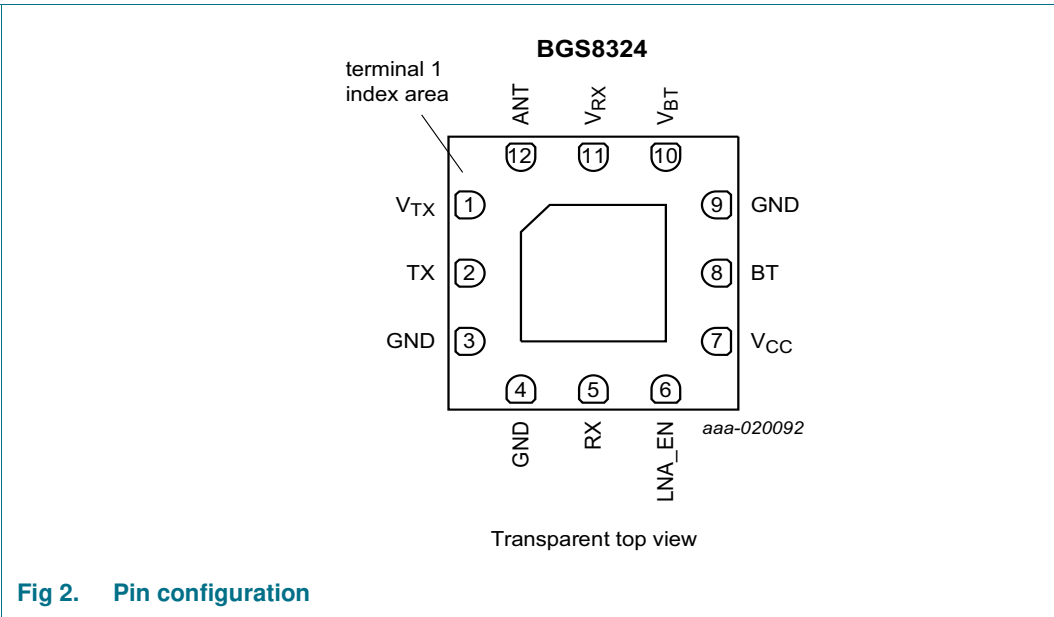 BGS8324
terminal 1
index area
ANT
VRX
VBT
12
11
10
VTX
1
9
GND
TX
2
8
BT
GND
3
7
VCC
4
5
6
GND
RX
LNA_EN
aaa-020092
Transparent top view
Fig 2. Pin configuration